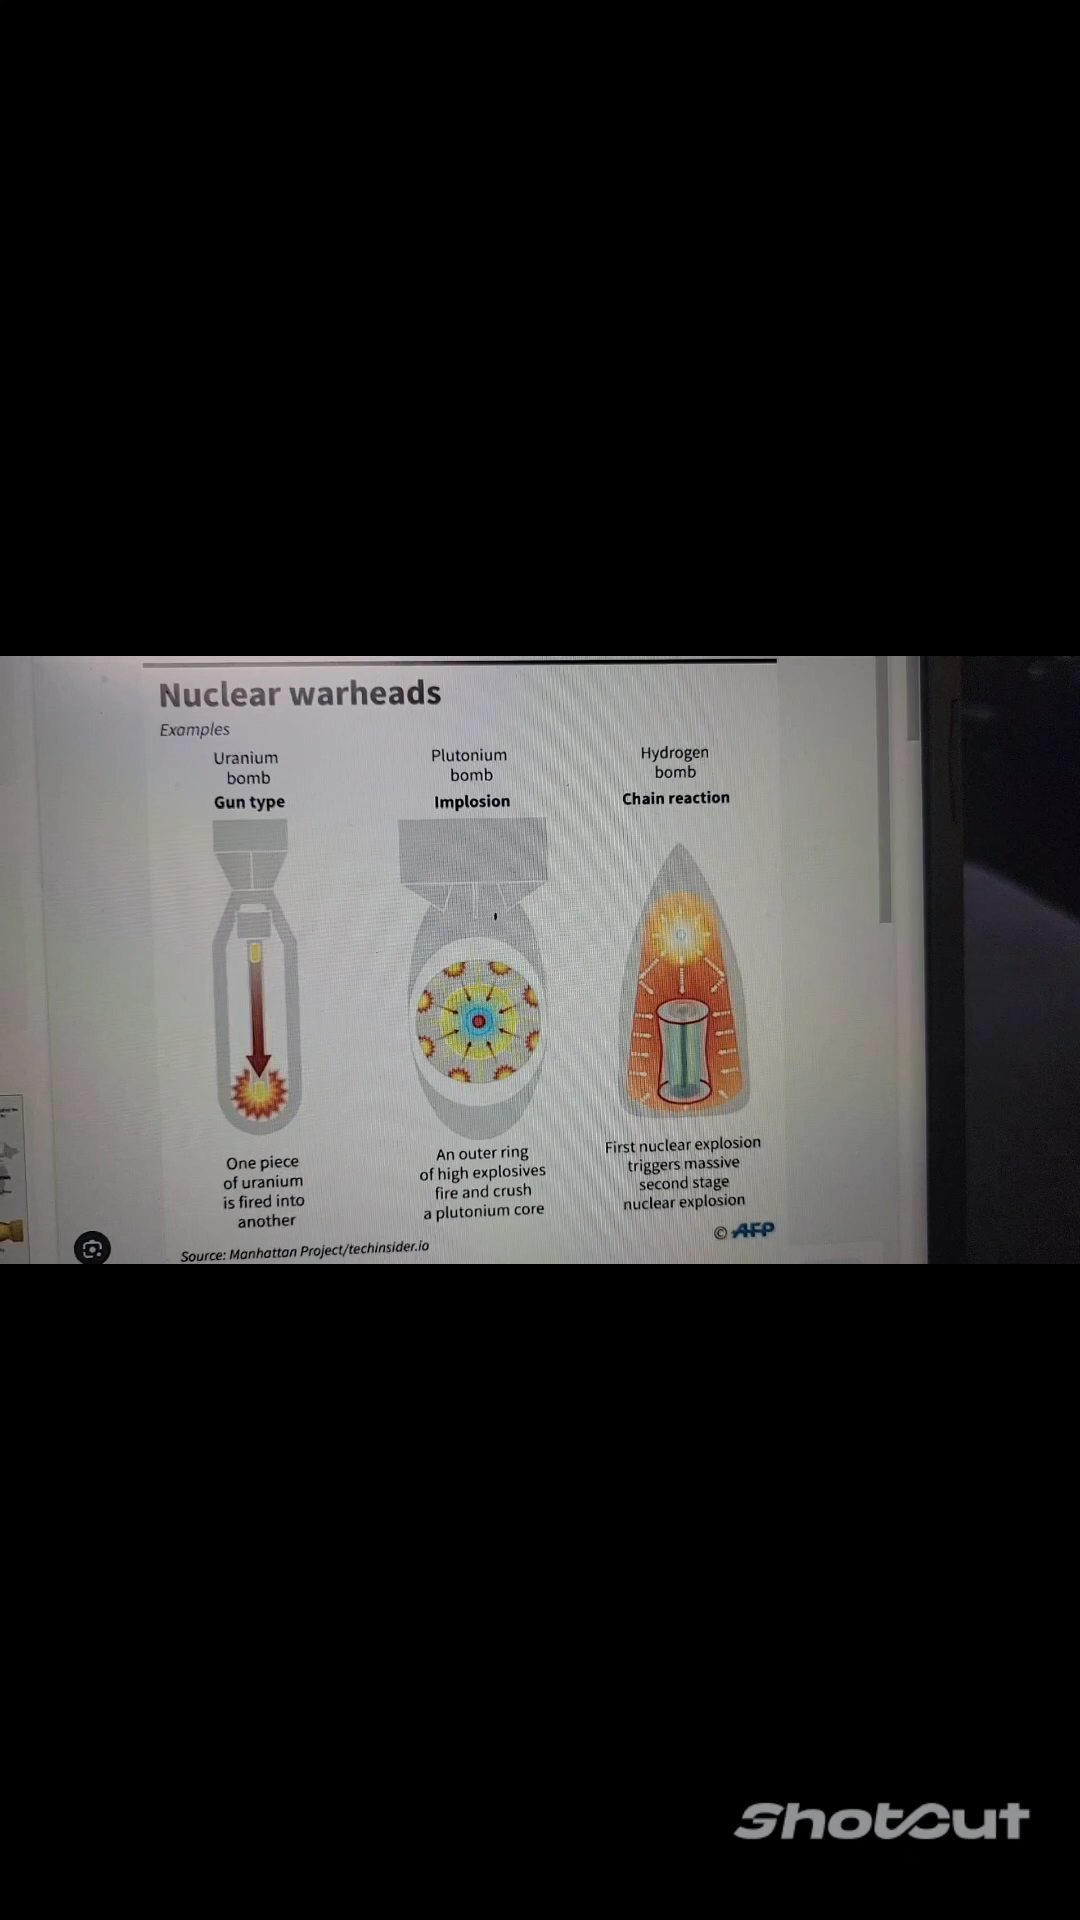 Nuclear warheads
Examples
Uranium
bomb
Gun type
Plutonium
bomb
Implosion
Hydrogen
bomb
Chain reaction
One piece
of uranium
is fired into
another
An outer ring
of high explosives
fire and crush
a plutonium core
First nuclear explosion
triggers massive
second stage
nuclear explosion
© AFP
Source: Manhattan Project/techinsider.io
ShotCut